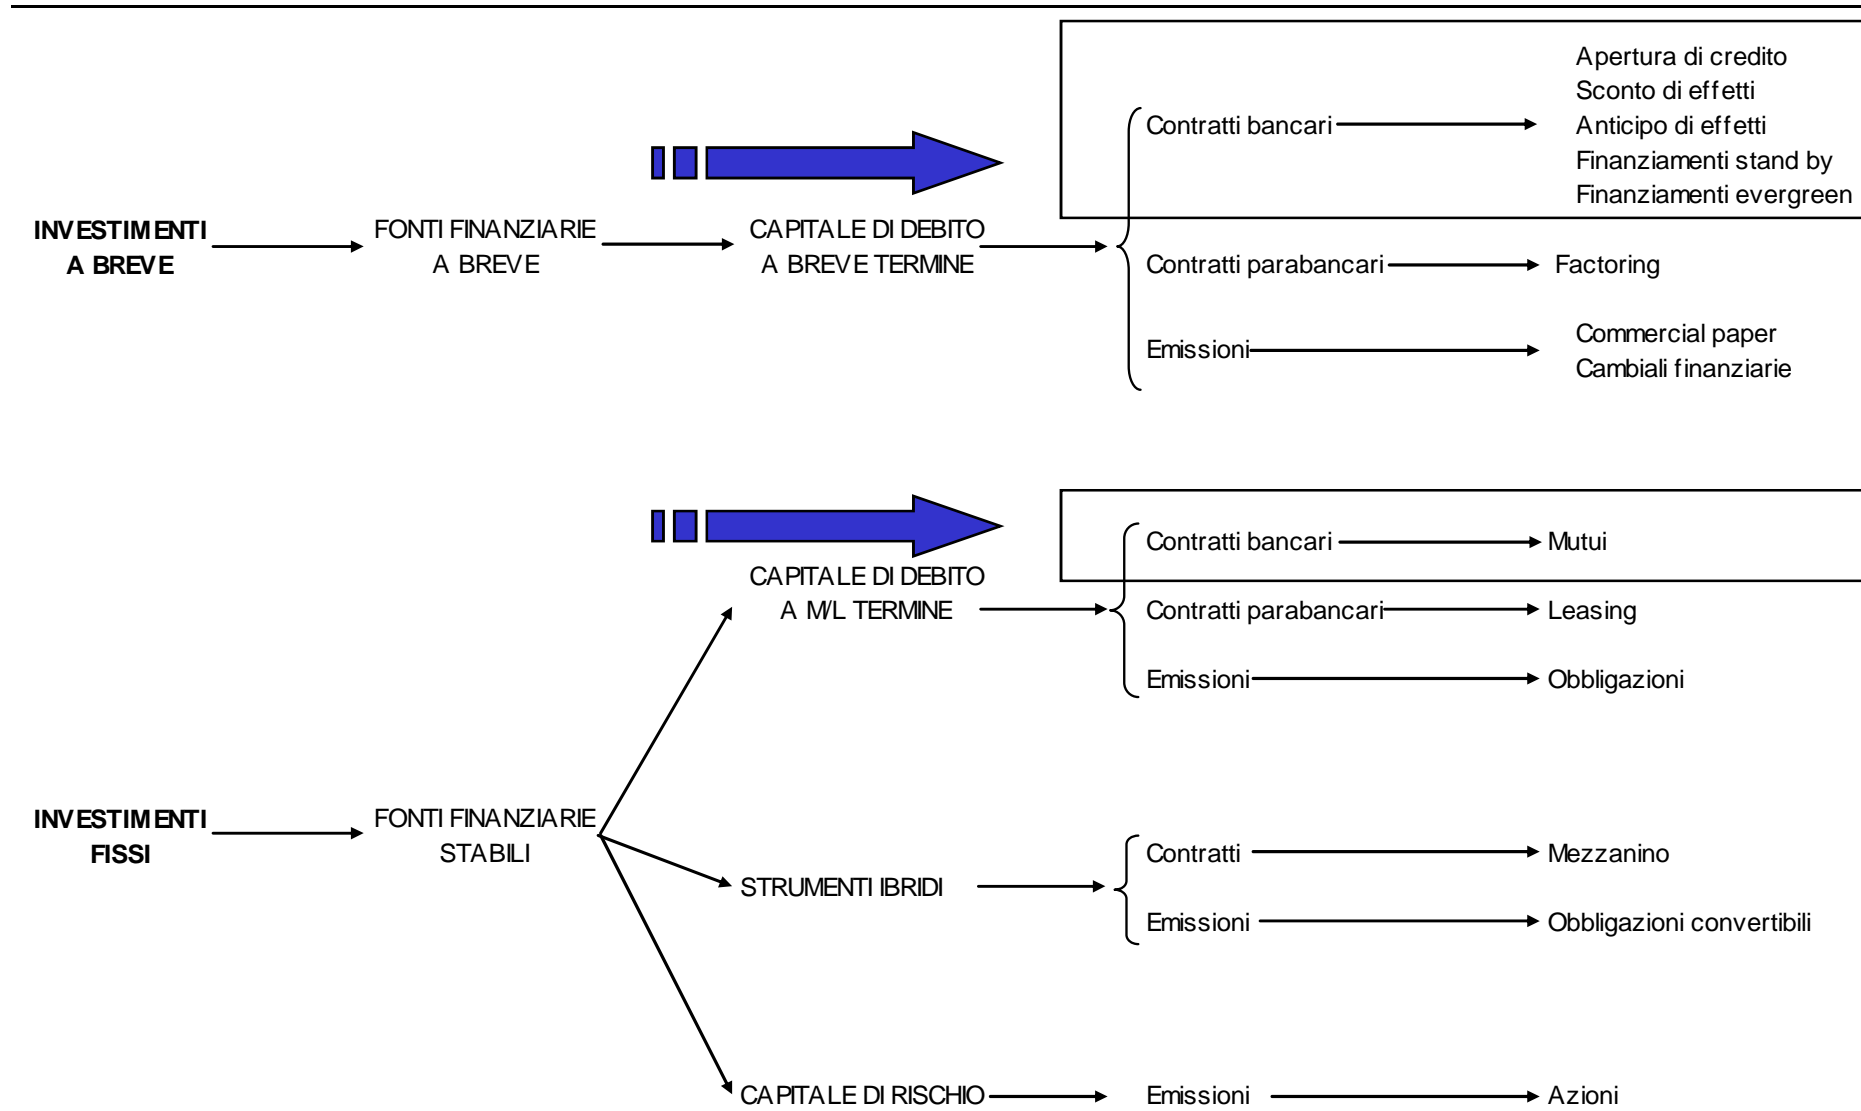 Apertura di credito
Sconto di effetti
Contratti bancari
Anticipo di effetti
Finanziamenti stand by
Finanziamenti evergreen
INVESTIMENTI
A BREVE
FONTI FINANZIARIE
A BREVE
CAPITALE DI DEBITO
A BREVE TERMINE
Contratti parabancari
Factoring
Emissioni
Commercial paper
Cambiali finanziarie
Contratti bancari
Mutui
CAPITALE DI DEBITO
A M/L TERMINE
Contratti parabancari
Leasing
Emissioni
Obbligazioni
INVESTIMENTI
FISSI
FONTI FINANZIARIE
STABILI
Contratti
Mezzanino
STRUMENTI IBRIDI
Emissioni
Obbligazioni convertibili
CAPITALE DI RISCHIO
Emissioni
Azioni